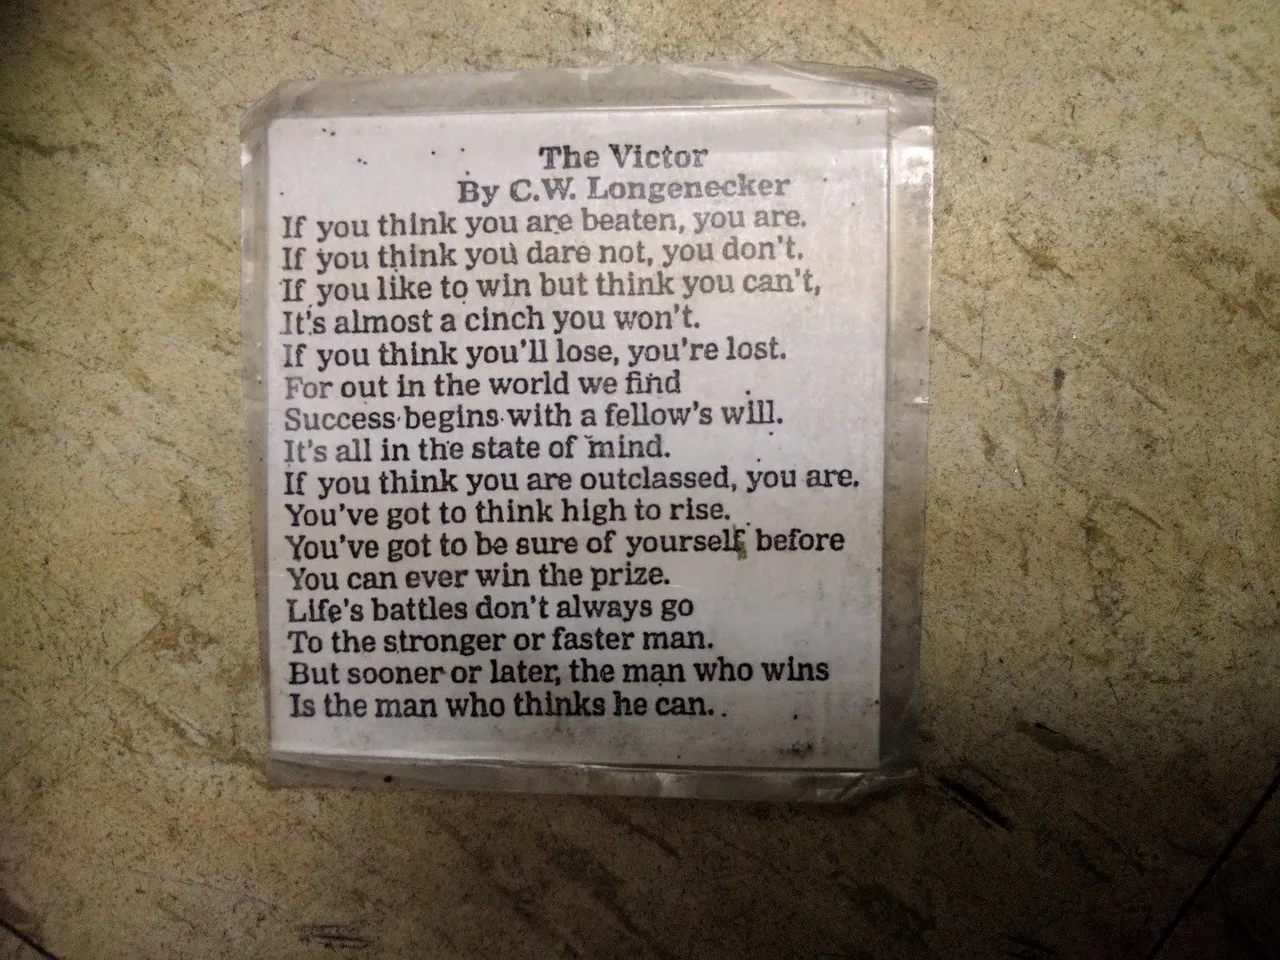 The Victor
By C.W. Longenecker
If you think you are beaten, you are.
If you think you dare not, you don't.
If you like to win but think you can't,
It's almost a cinch you won't.
If you think you'll lose, you're lost.
For out in the world we find
Success begins with a fellow's will.
It's all in the state of mind.
If you think you are outclassed, you are.
You've got to think high to rise.
You've got to be sure of yourself before
You can ever win the prize.
Life's battles don't always go
To the stronger or faster man.
But sooner or later, the man who wins
Is the man who thinks he can.